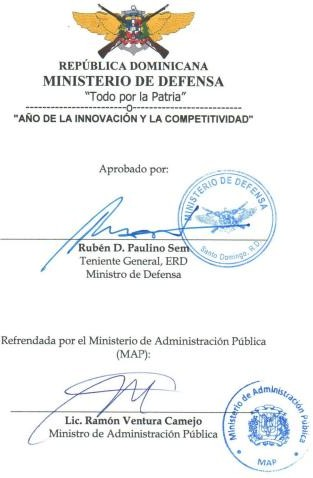 REPÚBLICA DOMINICANA
MINISTERIO DE DEFENSA
"Todo por la Patria"
-----------------------O-----------------------
"AÑO DE LA INNOVACIÓN Y LA COMPETITIVIDAD"
Aprobado por:
MINISTERIO DE DEFENSA
Santo Domingo, R.D.
Rubén D. Paulino Sem
Teniente General, ERD
Ministro de Defensa
Refrendada por el Ministerio de Administración Pública
(MAP):
Lic. Ramón Ventura Camejo
Ministro de Administración Pública
Ministerio de Administración Pública
MAP